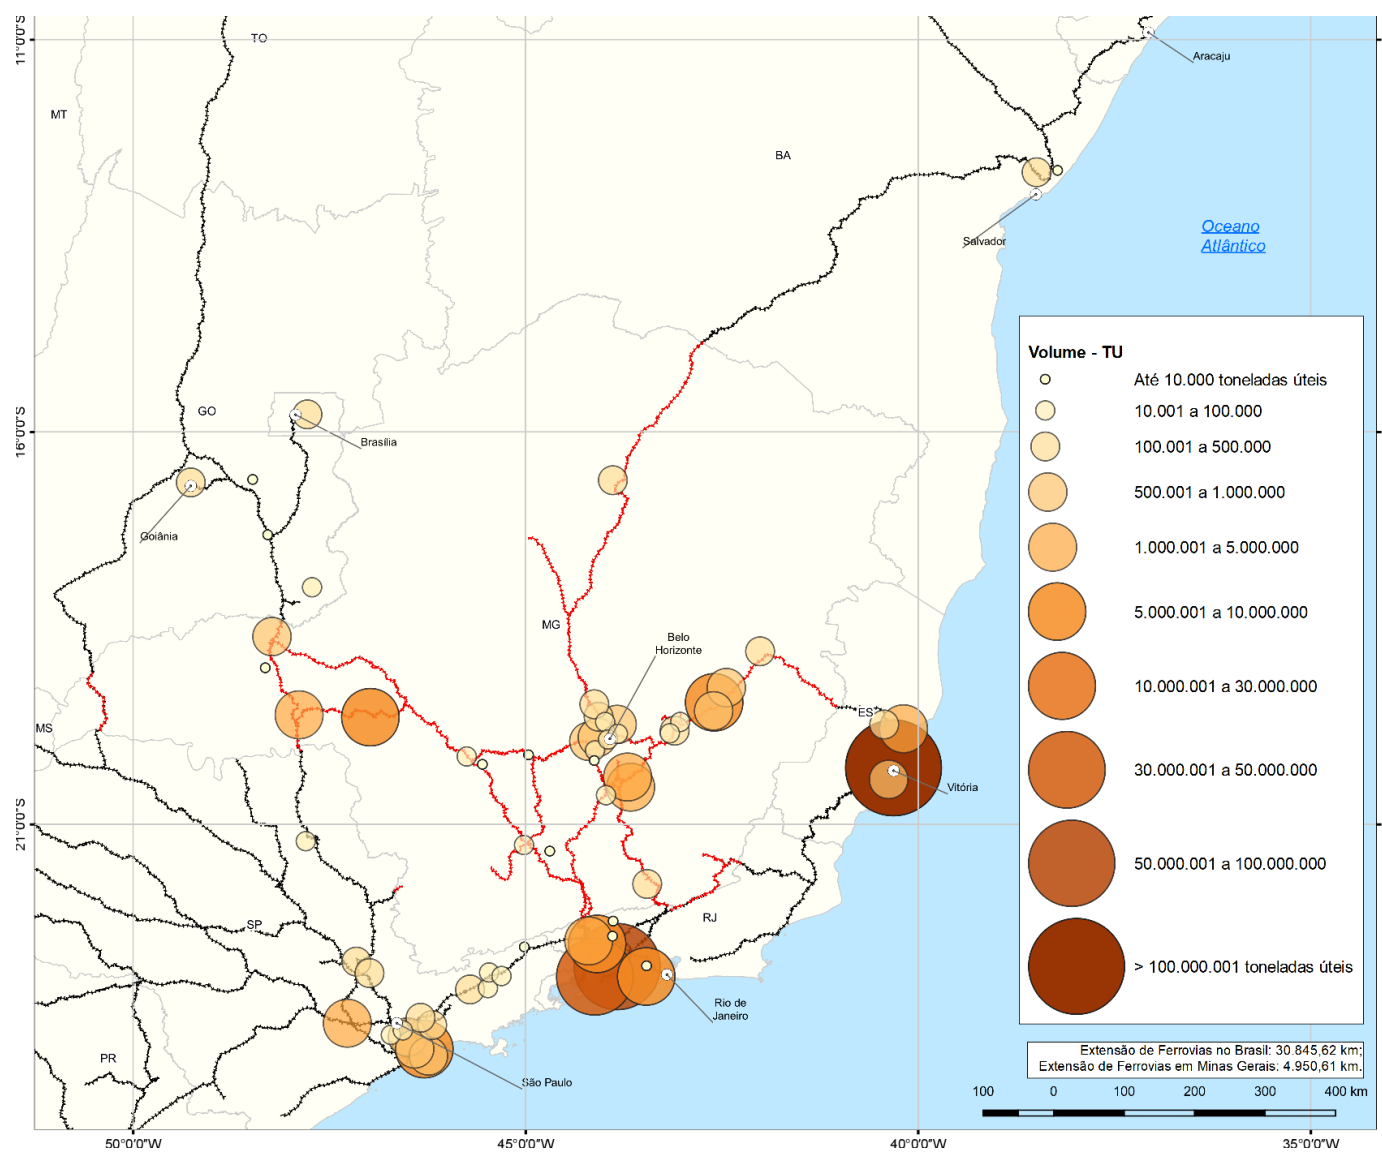 11°0'0"S
TO
Aracaju
MT
BA
Oceano
Atlântico
Salvador
GO
16°0'0"S
Brasília
Goiânia
MG
Belo
Horizonte
MS
ES
Vitória
21°0'0"S
SP
RJ
Rio de
Janeiro
PR
São Paulo
Volume - TU
Até 10.000 toneladas úteis
10.001 a 100.000
100.001 a 500.000
500.001 a 1.000.000
1.000.001 a 5.000.000
5.000.001 a 10.000.000
10.000.001 a 30.000.000
30.000.001 a 50.000.000
50.000.001 a 100.000.000
> 100.000.001 toneladas úteis
Extensão de Ferrovias no Brasil: 30.845,62 km;
Extensão de Ferrovias em Minas Gerais: 4.950,61 km.
100 0 100 200 300 400 km
50°0'0"W 45°0'0"W 40°0'0"W 35°0'0"W